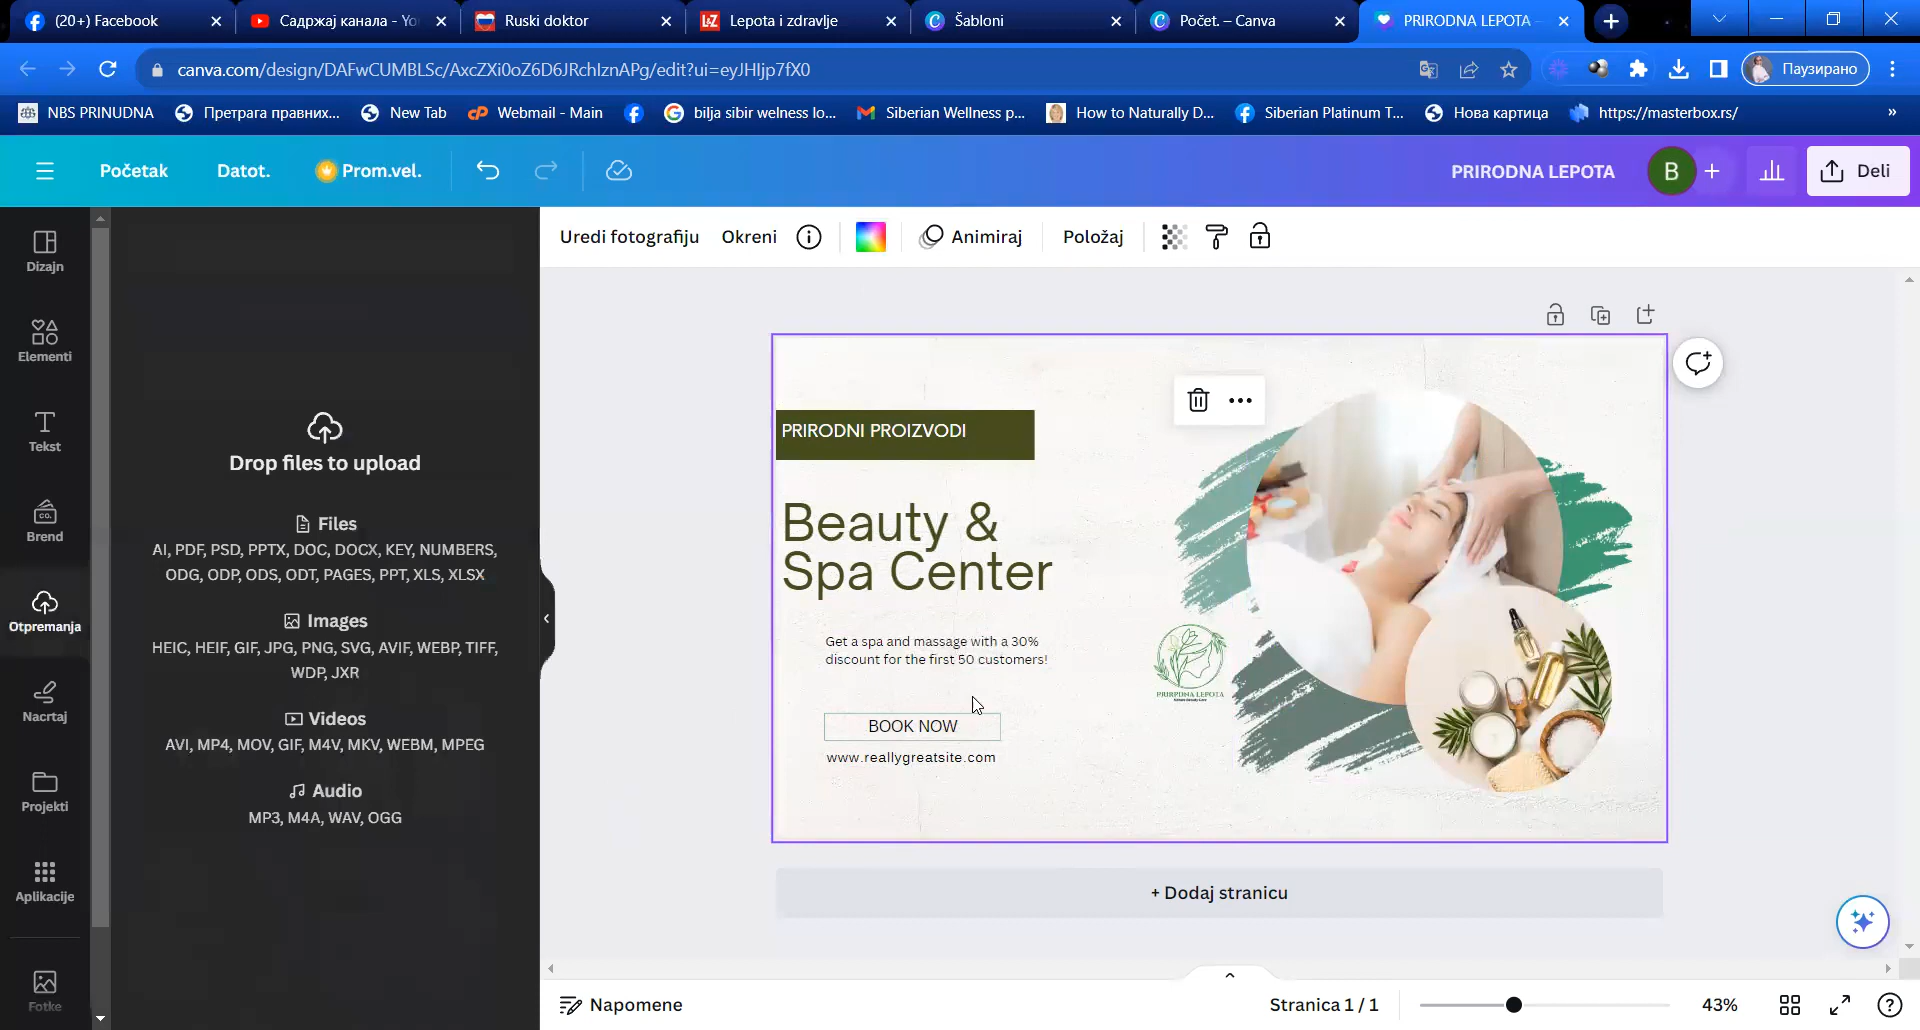 (20+) Facebook
Садржај канала - Yo
Ruski doktor
Lepota i zdravlje
Šabloni
Počet. – Canva
PRIRODNA LEPOTA -
canva.com/design/DAFwCUMBLSc/AxcZXi0oZ6D6JRchIznAPg/edit?ui=eyJHIjp7fX0
Паузирано
NBS PRINUDNA
Претрага правних...
New Tab
Webmail - Main
bilja sibir welness lo...
Siberian Wellness p...
How to Naturally D...
Siberian Platinum T...
Нова картица
https://masterbox.rs/
»
Početak
Datot.
Prom.vel.
PRIRODNA LEPOTA
B
Deli
Uredi fotografiju
Okreni
Animiraj
Položaj
Dizajn
Elementi
Tekst
CO.
Brend
Otpremanja
Nacrtaj
Projekti
Aplikacije
Fotke
Drop files to upload
Files
AI, PDF, PSD, PPTX, DOC, DOCX, KEY, NUMBERS,
ODG, ODP, ODS, ODT, PAGES, PPT, XLS, XLSX
Images
HEIC, HEIF, GIF, JPG, PNG, SVG, AVIF, WEBP, TIFF,
WDP, JXR
Videos
AVI, MP4, MOV, GIF, M4V, MKV, WEBM, MPEG
Audio
MP3, M4A, WAV, OGG
PRIRODNI PROIZVODI
Beauty &
Spa Center
Get a spa and massage with a 30%
discount for the first 50 customers!
BOOK NOW
www.reallygreatsite.com
PRIRPDNA LEPOTA
+ Dodaj stranicu
Napomene
Stranica 1 / 1
43%